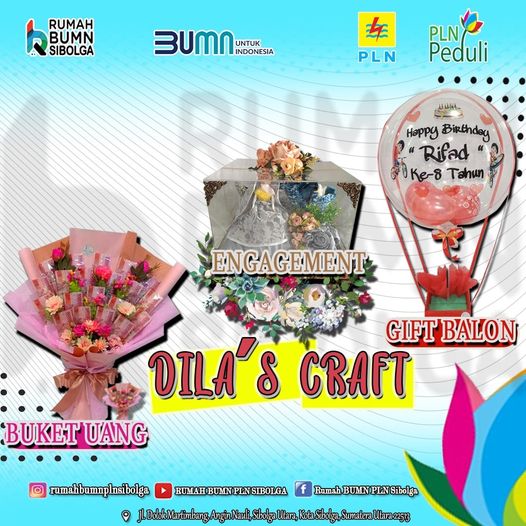 RUMAH
BUMN
SIBOLGA
BUMN UNTUK
INDONESIA
PLN
PLN
Peduli
Happy Birthday
" Rifad "
Ke-8 Tahun
ENGAGEMENT
GIFT BALON
DILA'S CRAFT
BUKET UANG
rumahbumnplnsibolga
RUMAH BUMN PLN SIBOLGA
Rumah BUMN PLN Sibolga
Jl. Dolok Martimbang, Angin Nauli, Sibolga Utara, Kota Sibolga, Sumatera Utara 22513